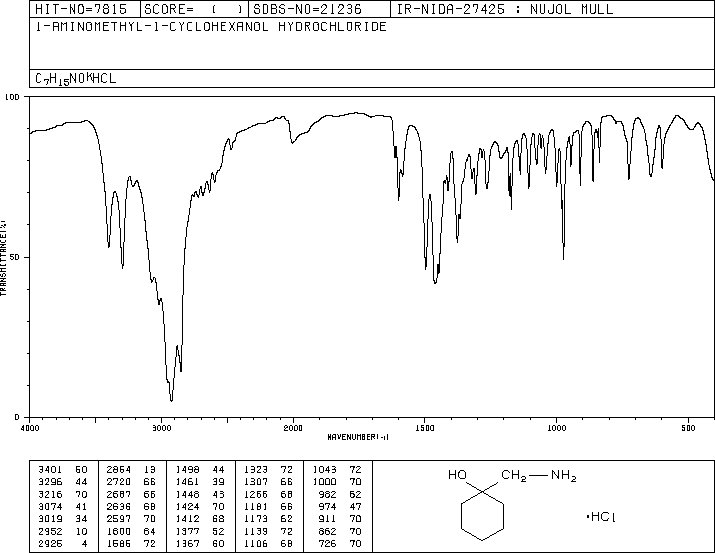 HIT-NO=7815 SCORE= ( ) SDBS-NO=21236 IR-NIDA-27425 : NUJOL MULL
1-AMINOMETHYL-1-CYCLOHEXANOL HYDROCHLORIDE
C7H15NO*HCL
100
50
0
TRANSMITTANCE(%)
4000 3000 2000 1500 1000 500
WAVENUMBER(-1)
3401 50 2854 13 1498 44 1323 72 1043 72
3296 44 2720 66 1461 39 1307 66 1000 70
3216 70 2687 66 1448 43 1266 68 982 62
3074 41 2636 68 1424 70 1181 66 974 47
3019 34 2597 70 1412 68 1173 62 911 70
2952 10 1600 64 1377 52 1139 72 862 70
2925 4 1585 72 1367 60 1106 68 726 70
HO CH2 NH2
·HCl